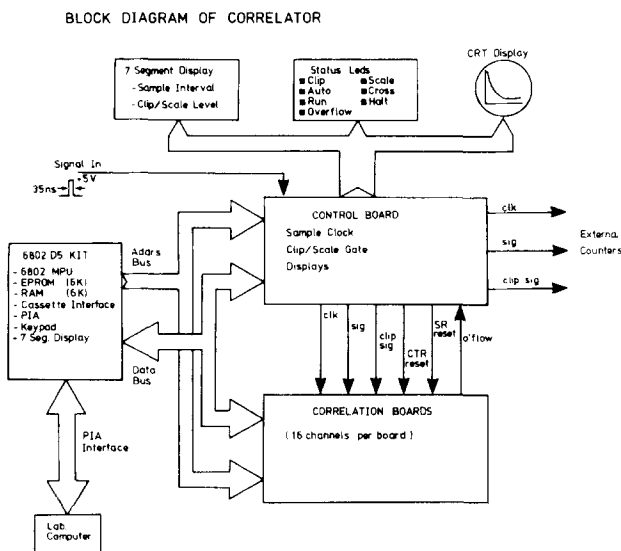 BLOCK DIAGRAM OF CORRELATOR
7 Segment Display
- Sample Interval
- Clip/Scale Level
Status Leds
■ Clip ■ Scale
■ Auto ■ Cross
■ Run ■ Halt
■ Overflow
CRT Display
Signal In
+5V
35ns
CONTROL BOARD
Sample Clock
Clip/Scale Gate
Displays
clk
sig
clip sig
External
Counters
6802 D5 KIT
- 6802 MPU
- EPROM (6K)
- RAM (6K)
- Cassette Interface
- PIA
- Keypad
- 7 Seg. Display
Addrs
Bus
Data
Bus
clk
sig
clip
sig
CTR
reset
SR
reset
o'flow
CORRELATION BOARDS
(16 channels per board)
PIA
Interface
Lab.
Computer